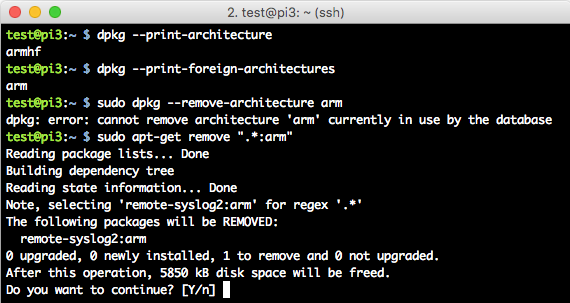 2. test@pi3: ~ (ssh)
test@pi3:~ $ dpkg --print-architecture
armhf
test@pi3:~ $ dpkg --print-foreign-architectures
arm
test@pi3:~ $ sudo dpkg --remove-architecture arm
dpkg: error: cannot remove architecture 'arm' currently in use by the database
test@pi3:~ $ sudo apt-get remove ".*:arm"
Reading package lists... Done
Building dependency tree
Reading state information... Done
Note, selecting 'remote-syslog2:arm' for regex '.*'
The following packages will be REMOVED:
  remote-syslog2:arm
0 upgraded, 0 newly installed, 1 to remove and 0 not upgraded.
After this operation, 5850 kB disk space will be freed.
Do you want to continue? [Y/n]